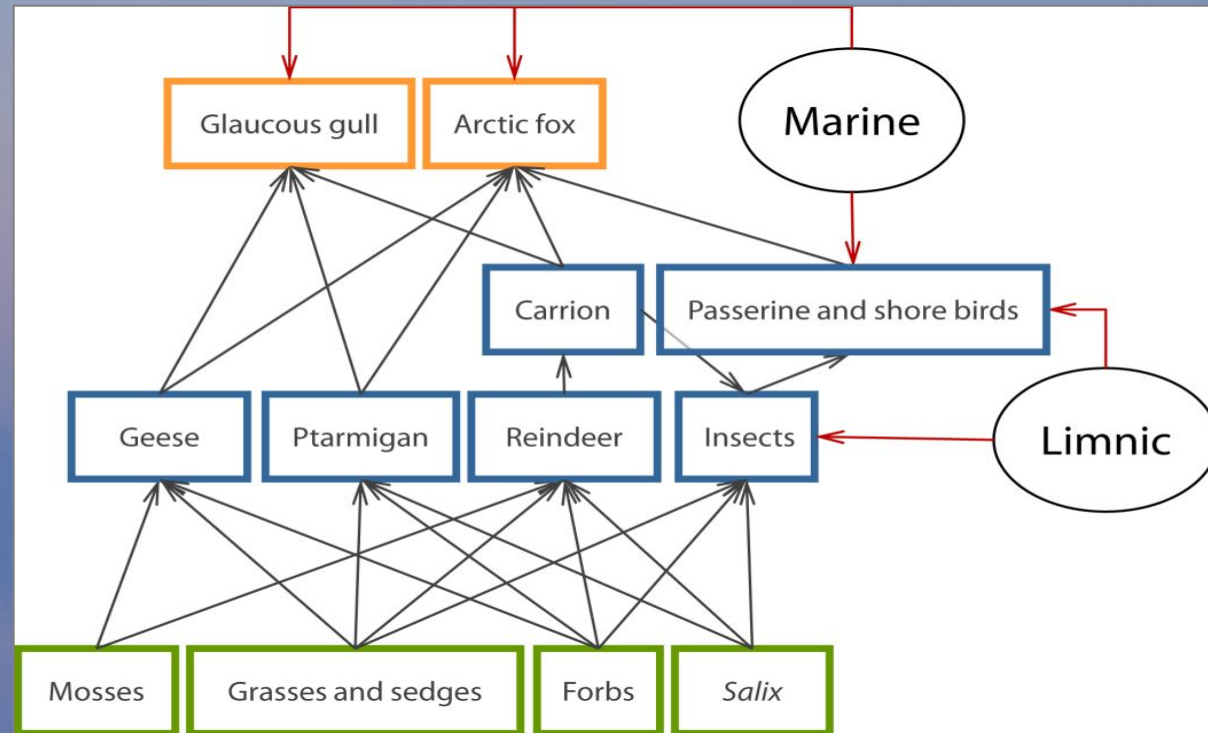 Glaucous gull
Arctic fox
Marine
Carrion
Passerine and shore birds
Geese
Ptarmigan
Reindeer
Insects
Limnic
Mosses
Grasses and sedges
Forbs
Salix